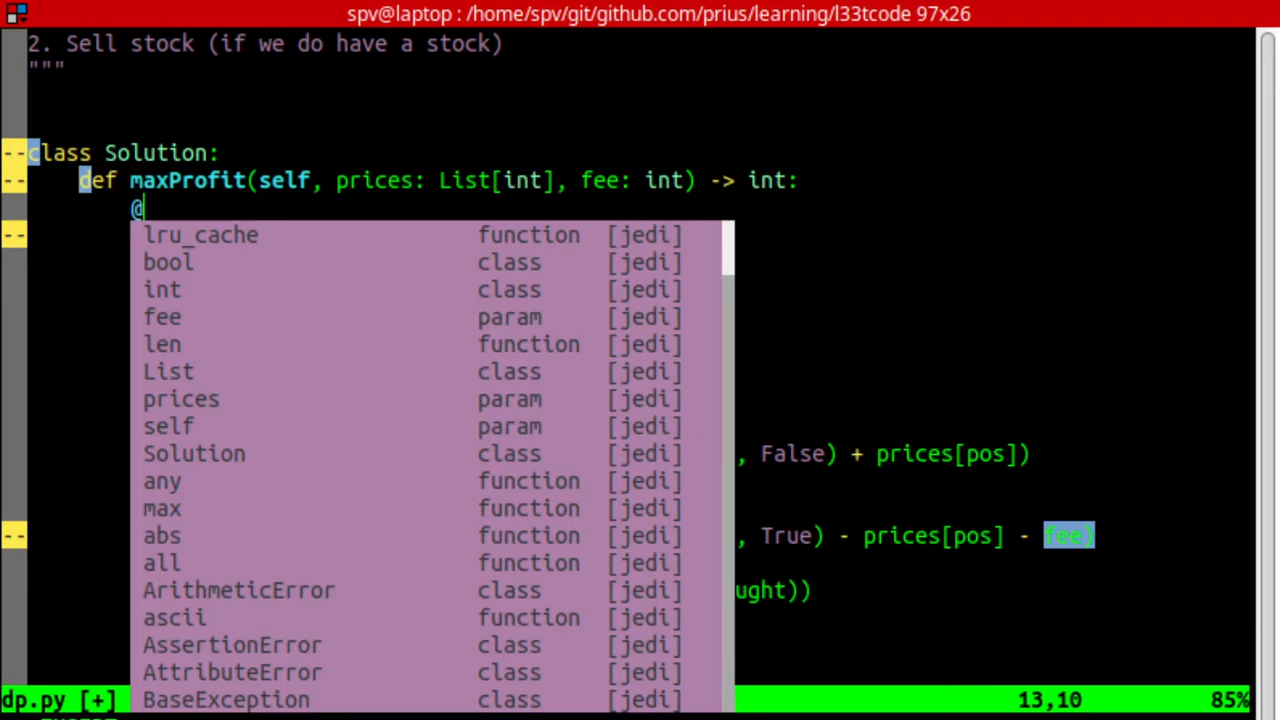 spv@laptop : /home/spv/git/github.com/prius/learning/l33tcode 97x26
2. Sell stock (if we do have a stock)
"""
--class Solution:
-- def maxProfit(self, prices: List[int], fee: int) -> int:
@
--
lru_cache function [jedi]
bool class [jedi]
int class [jedi]
fee param [jedi]
len function [jedi]
List class [jedi]
prices param [jedi]
self param [jedi]
Solution class [jedi] , False) + prices[pos])
any function [jedi]
max function [jedi]
-- abs function [jedi] , True) - prices[pos] - fee)
all function [jedi]
ArithmeticError class [jedi] ught))
ascii function [jedi]
AssertionError class [jedi]
AttributeError class [jedi]
dp.py [+] BaseException class [jedi] 13,10 85%